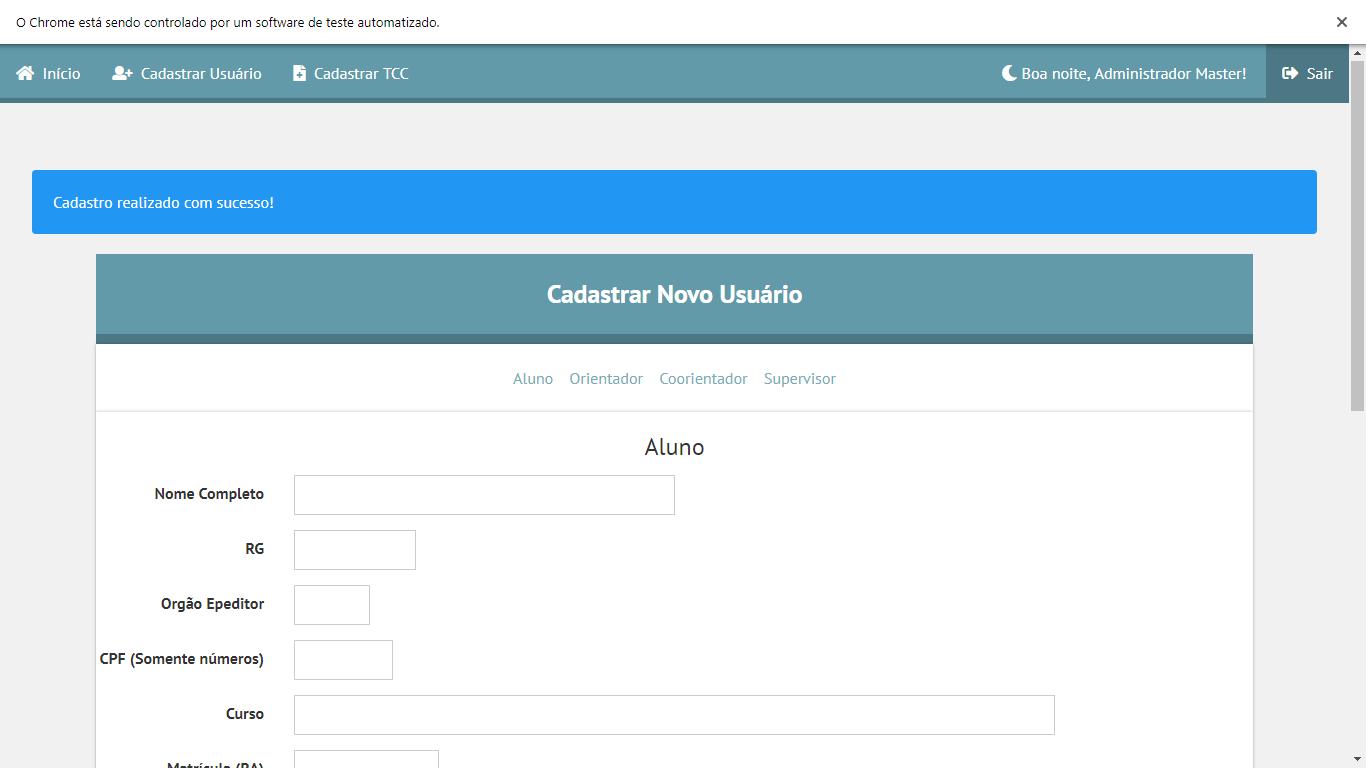 O Chrome está sendo controlado por um software de teste automatizado.
Início Cadastrar Usuário Cadastrar TCC Boa noite, Administrador Master! Sair
Cadastro realizado com sucesso!
Cadastrar Novo Usuário
Aluno Orientador Coorientador Supervisor
Aluno
Nome Completo
RG
Orgão Epeditor
CPF (Somente números)
Curso
Matrícula (RA)